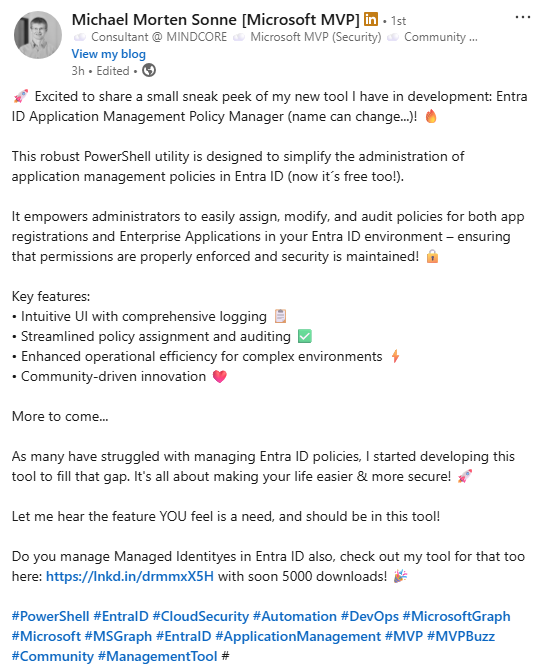 Michael Morten Sonne [Microsoft MVP] in • 1st
Consultant @ MINDCORE Microsoft MVP (Security) Community ...
View my blog
3h • Edited •
🚀 Excited to share a small sneak peek of my new tool I have in development: Entra
ID Application Management Policy Manager (name can change...)! 🔥
This robust PowerShell utility is designed to simplify the administration of
application management policies in Entra ID (now it´s free too!).
It empowers administrators to easily assign, modify, and audit policies for both app
registrations and Enterprise Applications in your Entra ID environment – ensuring
that permissions are properly enforced and security is maintained! 🔒
Key features:
• Intuitive UI with comprehensive logging 📋
• Streamlined policy assignment and auditing ✅
• Enhanced operational efficiency for complex environments ⚡
• Community-driven innovation ❤️
More to come...
As many have struggled with managing Entra ID policies, I started developing this
tool to fill that gap. It's all about making your life easier & more secure! 🚀
Let me hear the feature YOU feel is a need, and should be in this tool!
Do you manage Managed Identityes in Entra ID also, check out my tool for that too
here: https://lnkd.in/drmmxX5H with soon 5000 downloads! 🎉
#PowerShell #EntraID #CloudSecurity #Automation #DevOps #MicrosoftGraph
#Microsoft #MSGraph #EntraID #ApplicationManagement #MVP #MVPBuzz
#Community #ManagementTool #